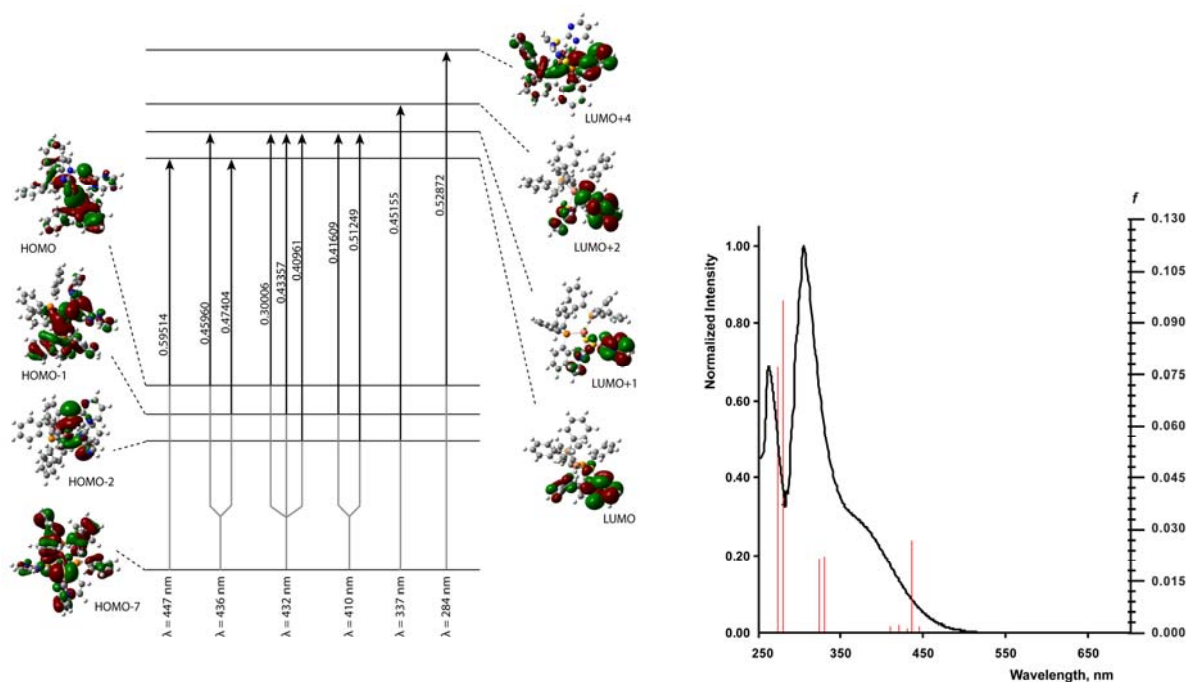 LUMO+4
HOMO
LUMO+2
HOMO-1
LUMO+1
HOMO-2
LUMO
HOMO-7
0.59514
0.45960
0.47404
0.30006
0.43357
0.40961
0.41609
0.51249
0.45155
0.52872
λ = 447 nm
λ = 436 nm
λ = 432 nm
λ = 410 nm
λ = 337 nm
λ = 284 nm
f
Normalized Intensity
1.00
0.80
0.60
0.40
0.20
0.00
0.130
0.120
0.105
0.090
0.075
0.060
0.045
0.030
0.015
0.000
250
350
450
550
650
Wavelength, nm